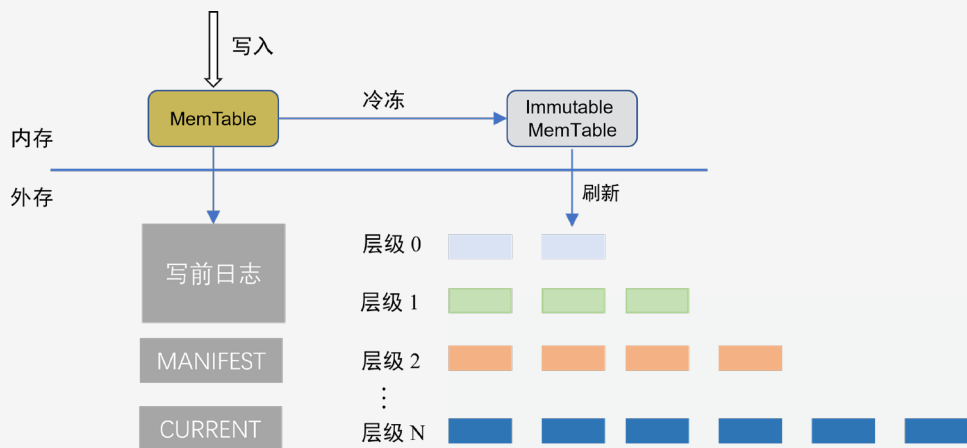 写入
MemTable
冷冻
Immutable
MemTable
内存
外存
刷新
写前日志
层级 0
层级 1
MANIFEST
层级 2
⋮
CURRENT
层级 N